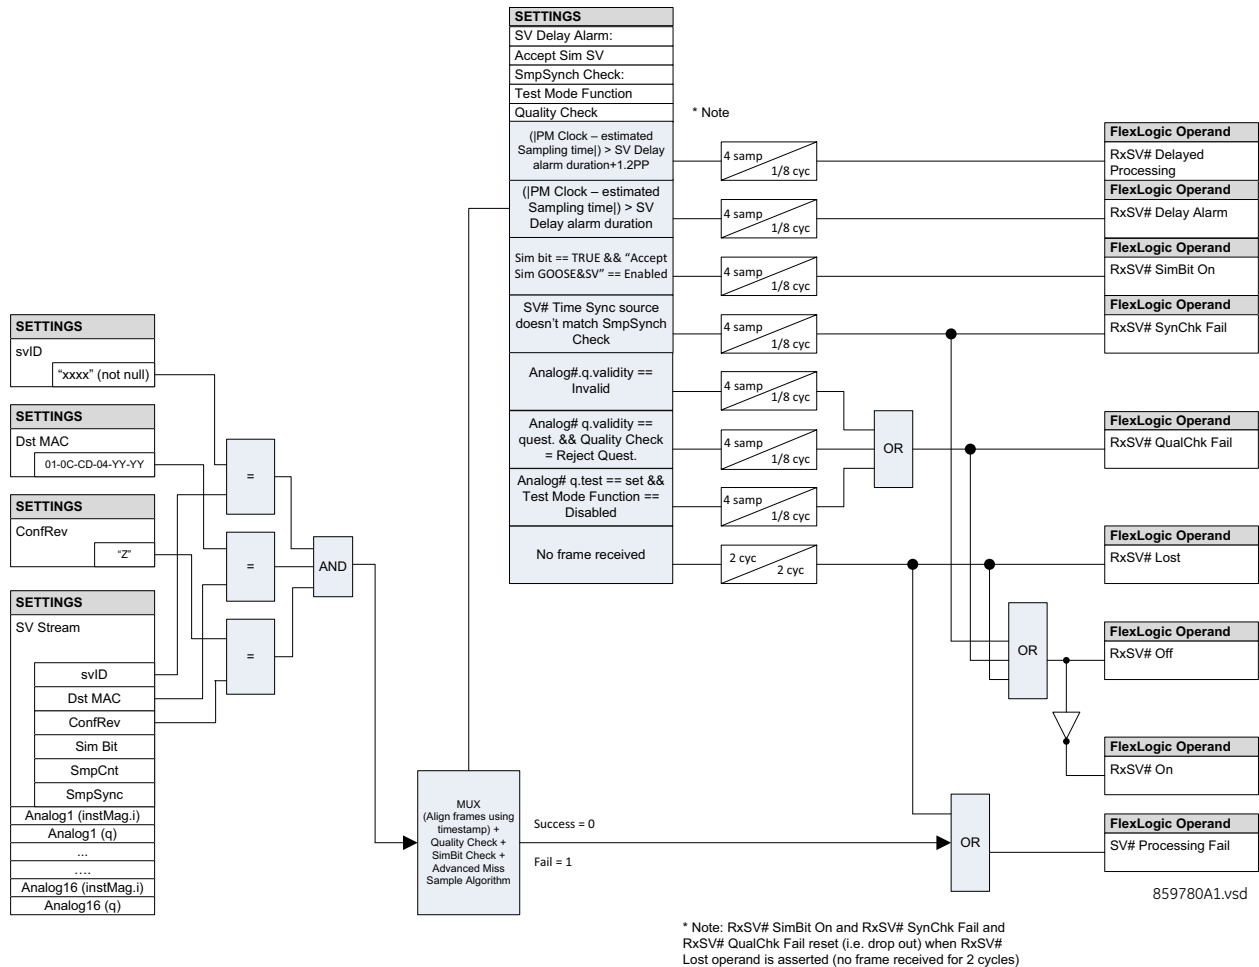 SETTINGS
SV Delay Alarm:
Accept Sim SV
SmpSynch Check:
Test Mode Function
Quality Check
* Note
(|PM Clock – estimated
Sampling time|) > SV Delay
alarm duration+1.2PP
4 samp
1/8 cyc
FlexLogic Operand
RxSV# Delayed
Processing
(|PM Clock – estimated
Sampling time|) > SV
Delay alarm duration
4 samp
1/8 cyc
FlexLogic Operand
RxSV# Delay Alarm
Sim bit == TRUE && “Accept
Sim GOOSE&SV” == Enabled
4 samp
1/8 cyc
FlexLogic Operand
RxSV# SimBit On
SV# Time Sync source
doesn’t match SmpSynch
Check
4 samp
1/8 cyc
FlexLogic Operand
RxSV# SynChk Fail
Analog#.q.validity ==
Invalid
4 samp
1/8 cyc
Analog# q.validity ==
quest. && Quality Check
= Reject Quest.
4 samp
1/8 cyc
OR
FlexLogic Operand
RxSV# QualChk Fail
Analog# q.test == set &&
Test Mode Function ==
Disabled
4 samp
1/8 cyc
No frame received
2 cyc
2 cyc
FlexLogic Operand
RxSV# Lost
OR
FlexLogic Operand
RxSV# Off
FlexLogic Operand
RxSV# On
SETTINGS
svID
“xxxx” (not null)
SETTINGS
Dst MAC
01-0C-CD-04-YY-YY
SETTINGS
ConfRev
“Z”
=
=
=
AND
SETTINGS
SV Stream
svID
Dst MAC
ConfRev
Sim Bit
SmpCnt
SmpSync
Analog1 (instMag.i)
Analog1 (q)
...
....
Analog16 (instMag.i)
Analog16 (q)
MUX
(Align frames using
timestamp) +
Quality Check +
SimBit Check +
Advanced Miss
Sample Algorithm
Success = 0
Fail = 1
OR
FlexLogic Operand
SV# Processing Fail
859780A1.vsd
* Note: RxSV# SimBit On and RxSV# SynChk Fail and
RxSV# QualChk Fail reset (i.e. drop out) when RxSV#
Lost operand is asserted (no frame received for 2 cycles)